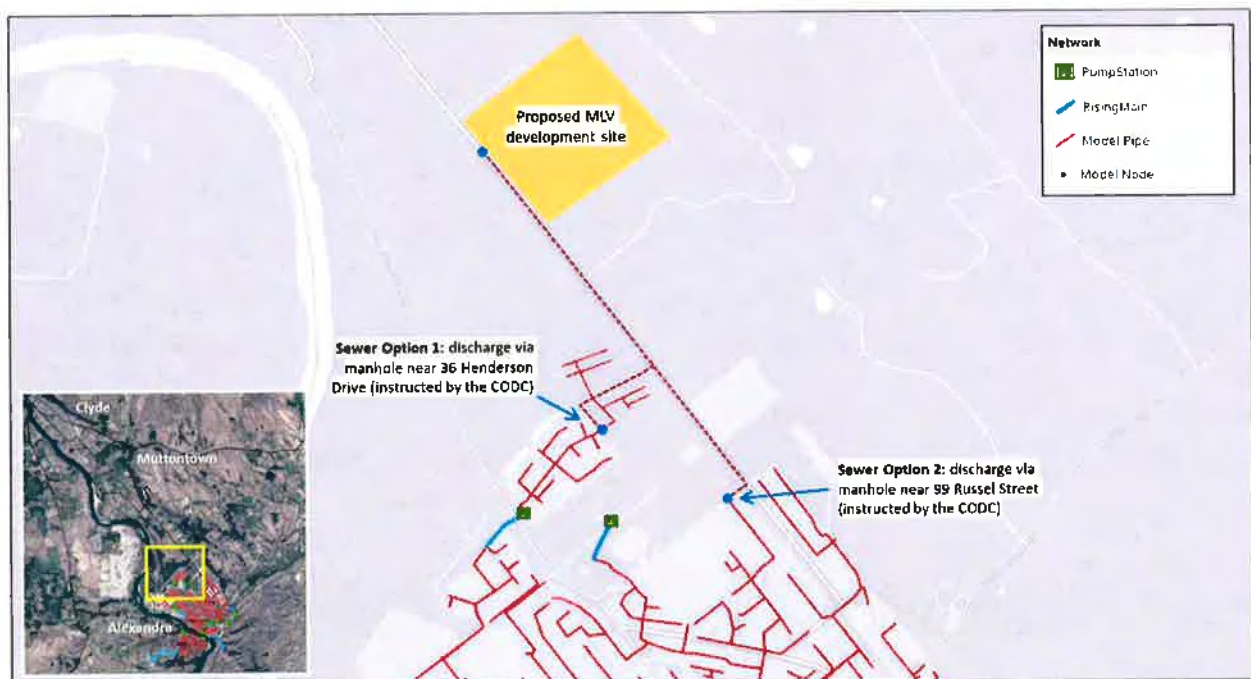 Proposed MLV
development site
Network
PumpStation
RisingMain
Model Pipe
Model Node
Sewer Option 1: discharge via
manhole near 36 Henderson
Drive (instructed by the CODC)
Sewer Option 2: discharge via
manhole near 99 Russel Street
(instructed by the CODC)
Clyde
Muttontown
Alexandra